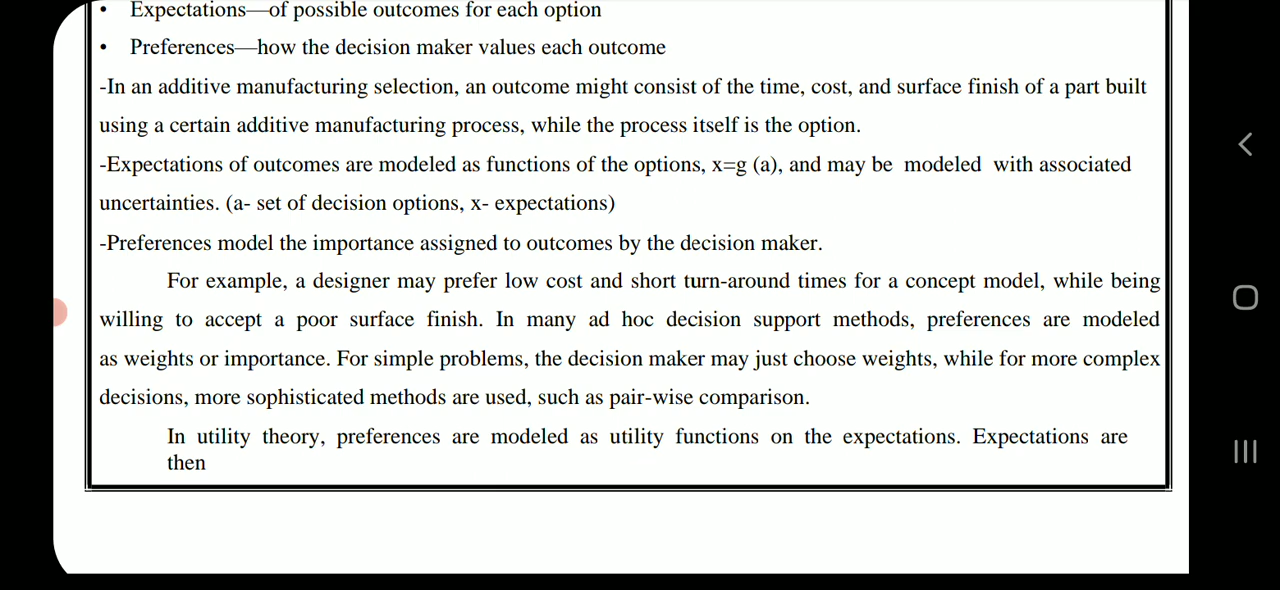 • Expectations—of possible outcomes for each option
• Preferences—how the decision maker values each outcome
-In an additive manufacturing selection, an outcome might consist of the time, cost, and surface finish of a part built
using a certain additive manufacturing process, while the process itself is the option.
-Expectations of outcomes are modeled as functions of the options, x=g (a), and may be modeled with associated
uncertainties. (a- set of decision options, x- expectations)
-Preferences model the importance assigned to outcomes by the decision maker.
For example, a designer may prefer low cost and short turn-around times for a concept model, while being
willing to accept a poor surface finish. In many ad hoc decision support methods, preferences are modeled
as weights or importance. For simple problems, the decision maker may just choose weights, while for more complex
decisions, more sophisticated methods are used, such as pair-wise comparison.
In utility theory, preferences are modeled as utility functions on the expectations. Expectations are
then